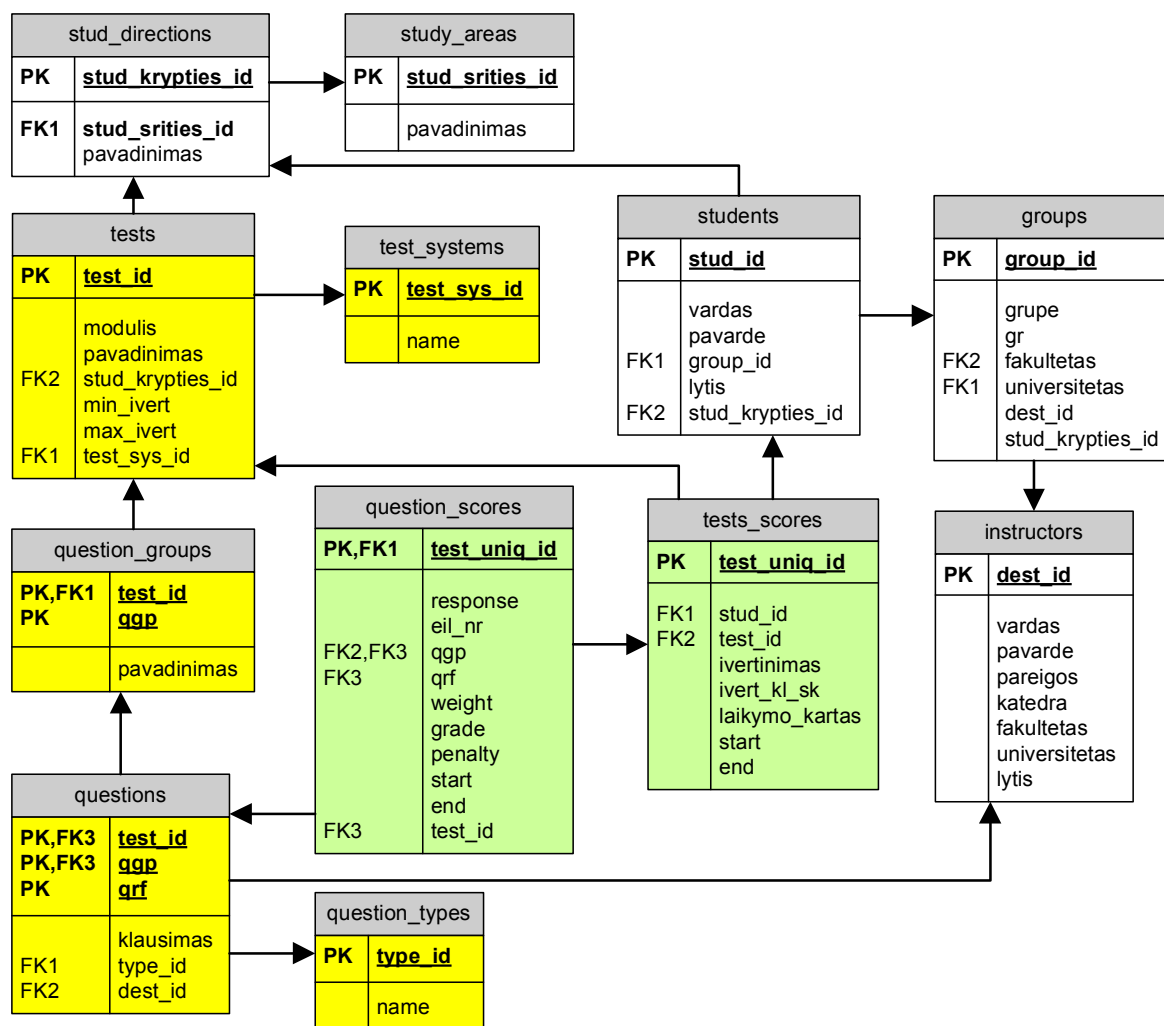 stud_directions
PK stud_krypties_id
FK1 stud_srities_id
pavadinimas
study_areas
PK stud_srities_id
pavadinimas
tests
PK test_id
modulis
pavadinimas
FK2 stud_krypties_id
min_ivert
max_ivert
FK1 test_sys_id
test_systems
PK test_sys_id
name
students
PK stud_id
vardas
pavarde
FK1 group_id
lytis
FK2 stud_krypties_id
groups
PK group_id
grupe
gr
FK2 fakultetas
FK1 universitetas
dest_id
stud_krypties_id
question_groups
PK,FK1 test_id
PK qgp
pavadinimas
question_scores
PK,FK1 test_uniq_id
response
eil_nr
FK2,FK3 qgp
FK3 qrf
weight
grade
penalty
start
end
FK3 test_id
tests_scores
PK test_uniq_id
FK1 stud_id
FK2 test_id
ivertinimas
ivert_kl_sk
laikymo_kartas
start
end
instructors
PK dest_id
vardas
pavarde
pareigos
katedra
fakultetas
universitetas
lytis
questions
PK,FK3 test_id
PK,FK3 qgp
PK qrf
klausimas
FK1 type_id
FK2 dest_id
question_types
PK type_id
name